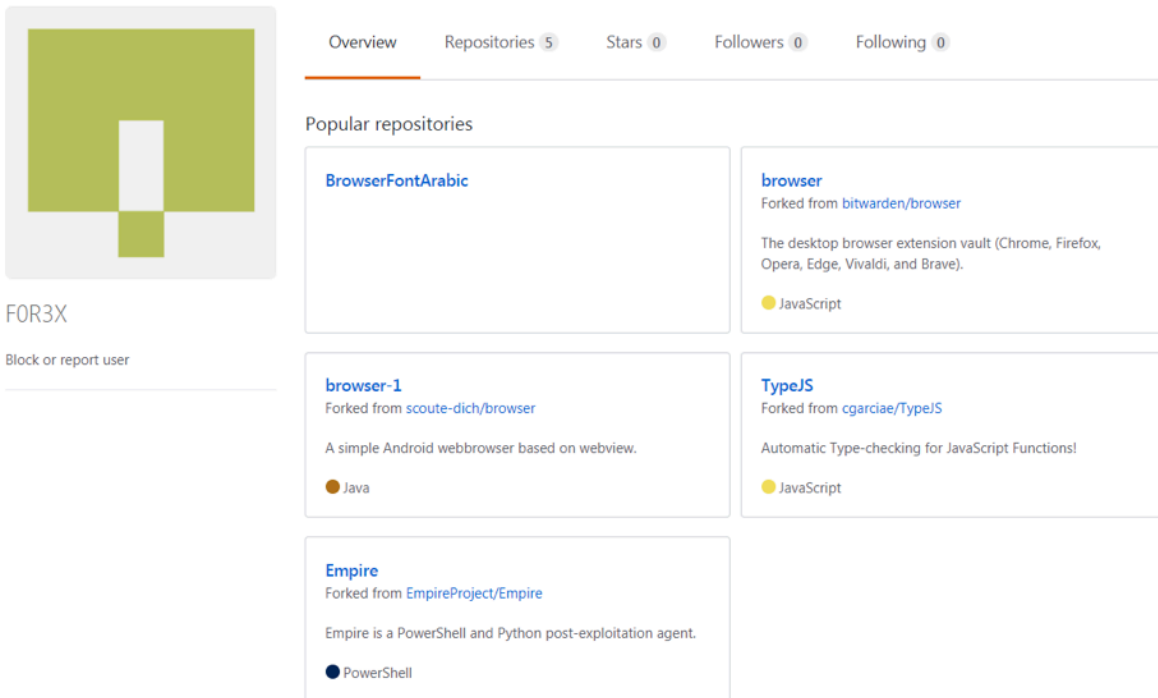 Overview Repositories 5 Stars 0 Followers 0 Following 0
Popular repositories
BrowserFontArabic
browser
Forked from bitwarden/browser
The desktop browser extension vault (Chrome, Firefox,
Opera, Edge, Vivaldi, and Brave).
JavaScript
F0R3X
Block or report user
browser-1
Forked from scoute-dich/browser
A simple Android webbrowser based on webview.
Java
TypeJS
Forked from cgarciae/TypeJS
Automatic Type-checking for JavaScript Functions!
JavaScript
Empire
Forked from EmpireProject/Empire
Empire is a PowerShell and Python post-exploitation agent.
PowerShell